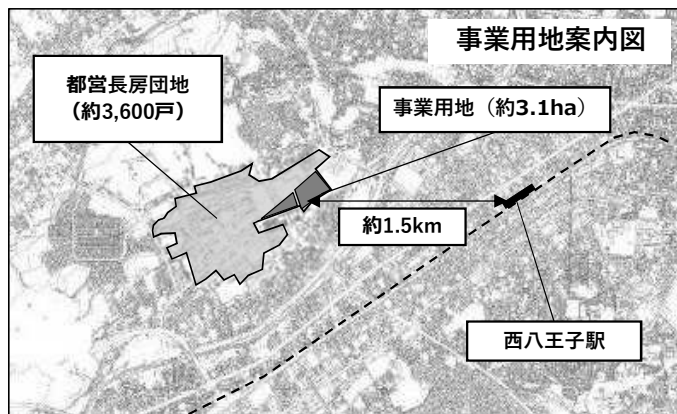 事業用地案内図
都営長房団地
（約3,600戸）
事業用地（約3.1ha）
約1.5km
西八王子駅